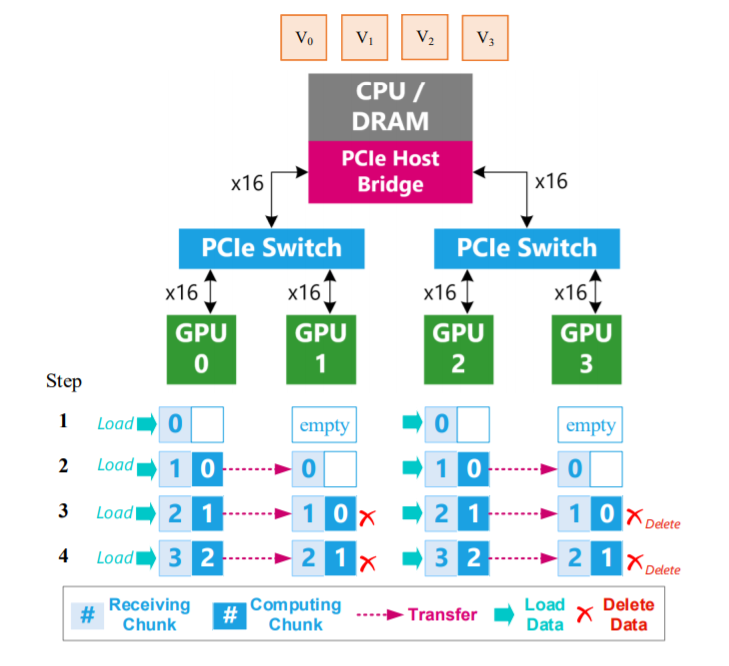 V₀ V₁ V₂ V₃
CPU /
DRAM
PCIe Host
Bridge
x16 x16
PCIe Switch PCIe Switch
x16 x16 x16 x16
GPU GPU GPU GPU
0 1 2 3
Step
1 Load 0 empty 0 empty
2 Load 1 0 0 1 0 0
3 Load 2 1 1 0 2 1 1 0 Delete
4 Load 3 2 2 1 3 2 2 1 Delete
# Receiving Chunk # Computing Chunk Transfer Load Data Delete Data